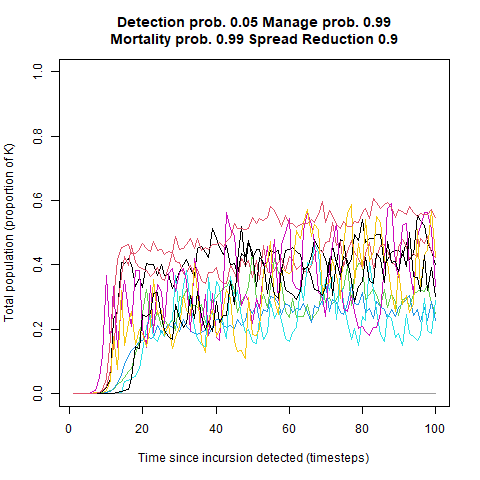 Detection prob. 0.05 Manage prob. 0.99
Mortality prob. 0.99 Spread Reduction 0.9
Total population (proportion of K)
1.0
0.8
0.6
0.4
0.2
0.0
0 20 40 60 80 100
Time since incursion detected (timesteps)